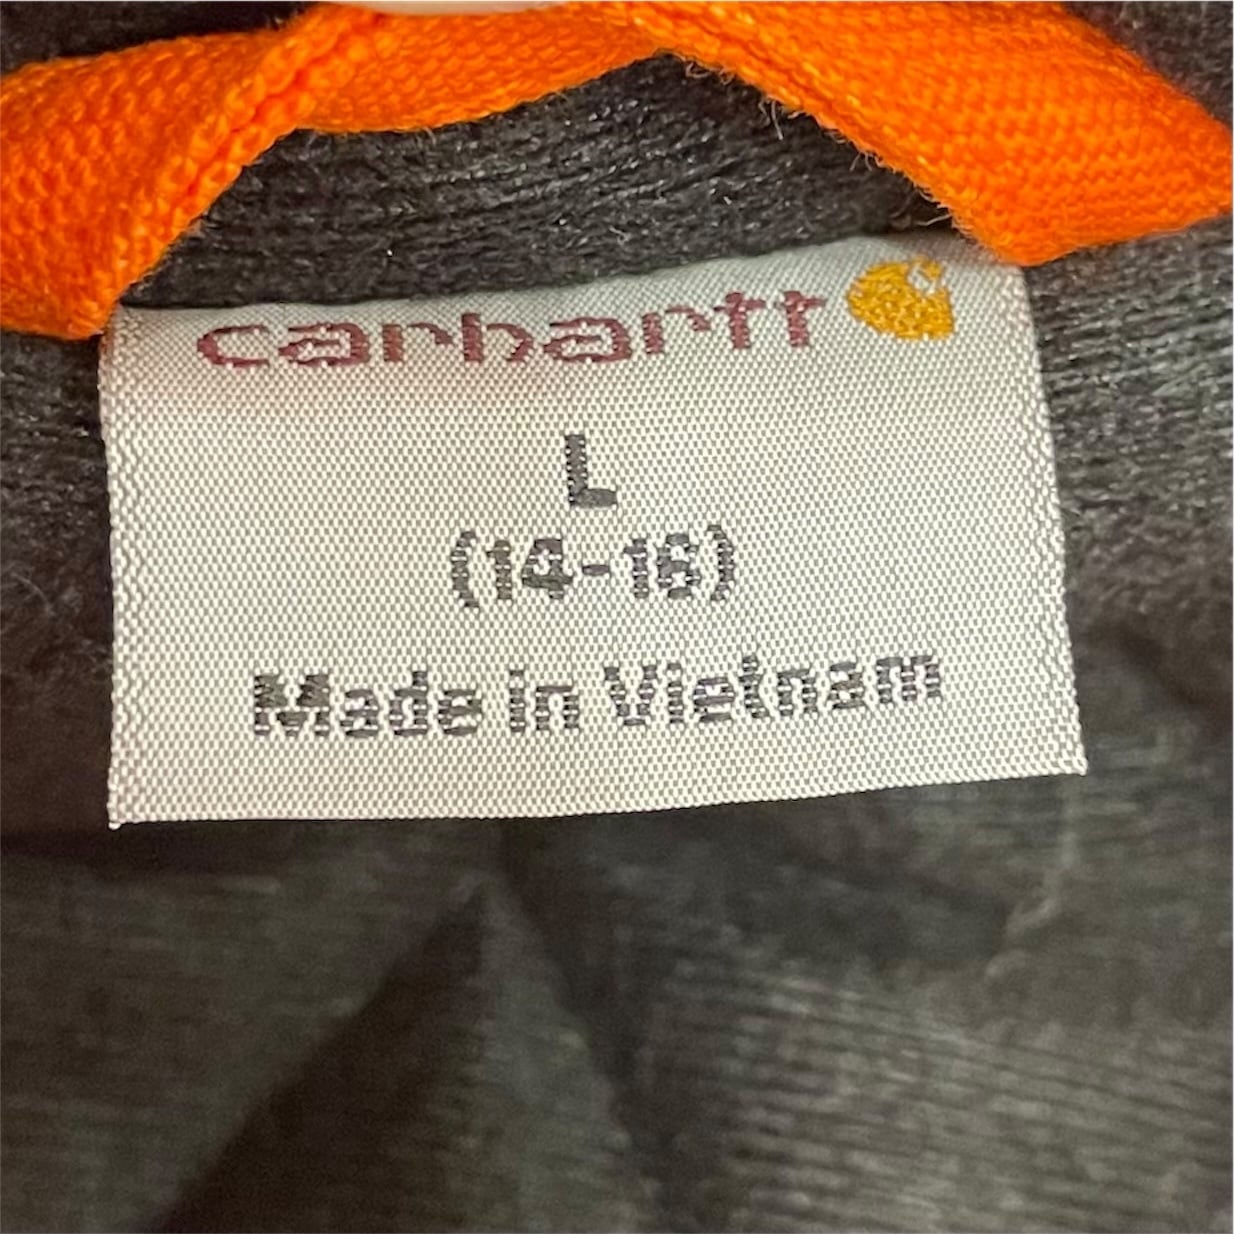 carhartt
L
(14-16)
Made in Vietnam